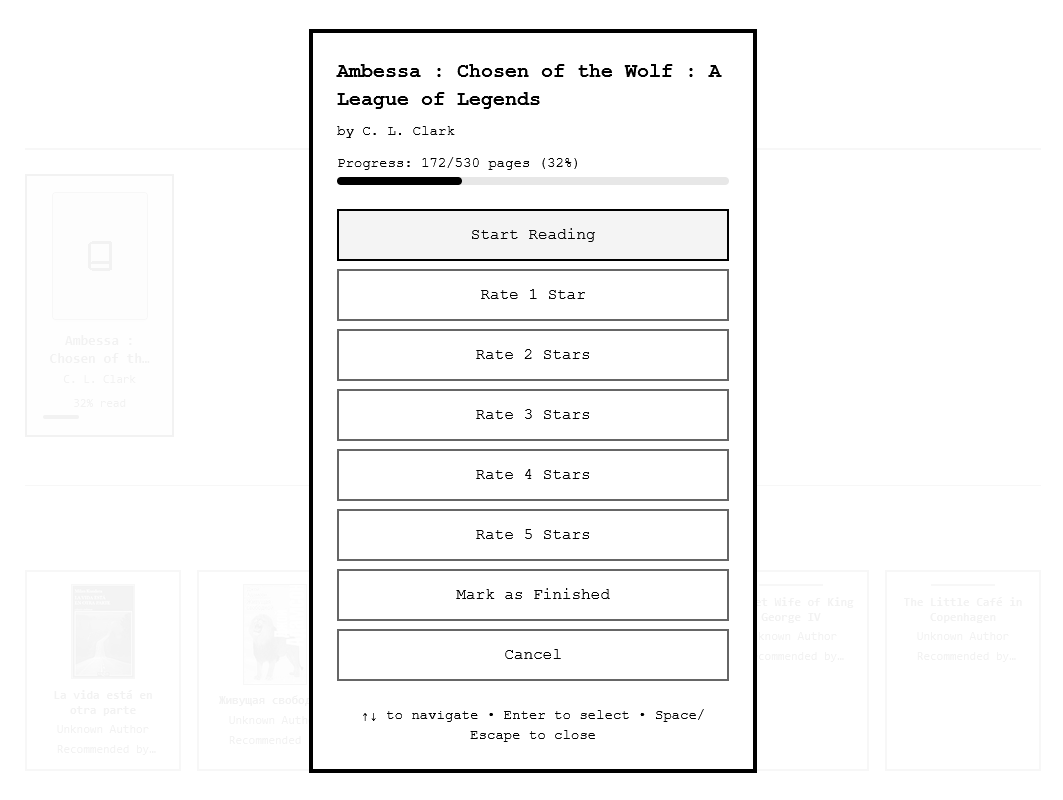 Ambessa : Chosen of the Wolf : A
League of Legends
by C. L. Clark
Progress: 172/530 pages (32%)
Start Reading
Rate 1 Star
Rate 2 Stars
Rate 3 Stars
Rate 4 Stars
Rate 5 Stars
Mark as Finished
Cancel
↑↓ to navigate • Enter to select • Space/
Escape to close
Ambessa :
Chosen of th…
C. L. Clark
32% read
La vida está en
otra parte
Unknown Author
Recommended by…
Unknown Auth
Recommended
et Wife of King
George IV
known Author
commended by…
The Little Café in
Copenhagen
Unknown Author
Recommended by…